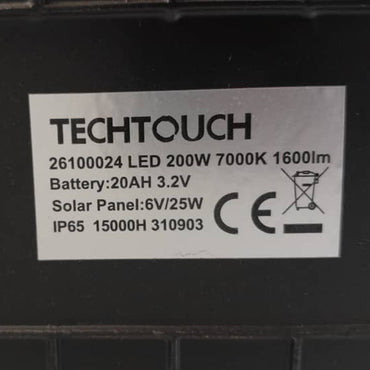 TECHTOUCH
26100024 LED 200W 7000K 1600lm
Battery:20AH 3.2V
Solar Panel:6V/25W
IP65 15000H 310903
CE